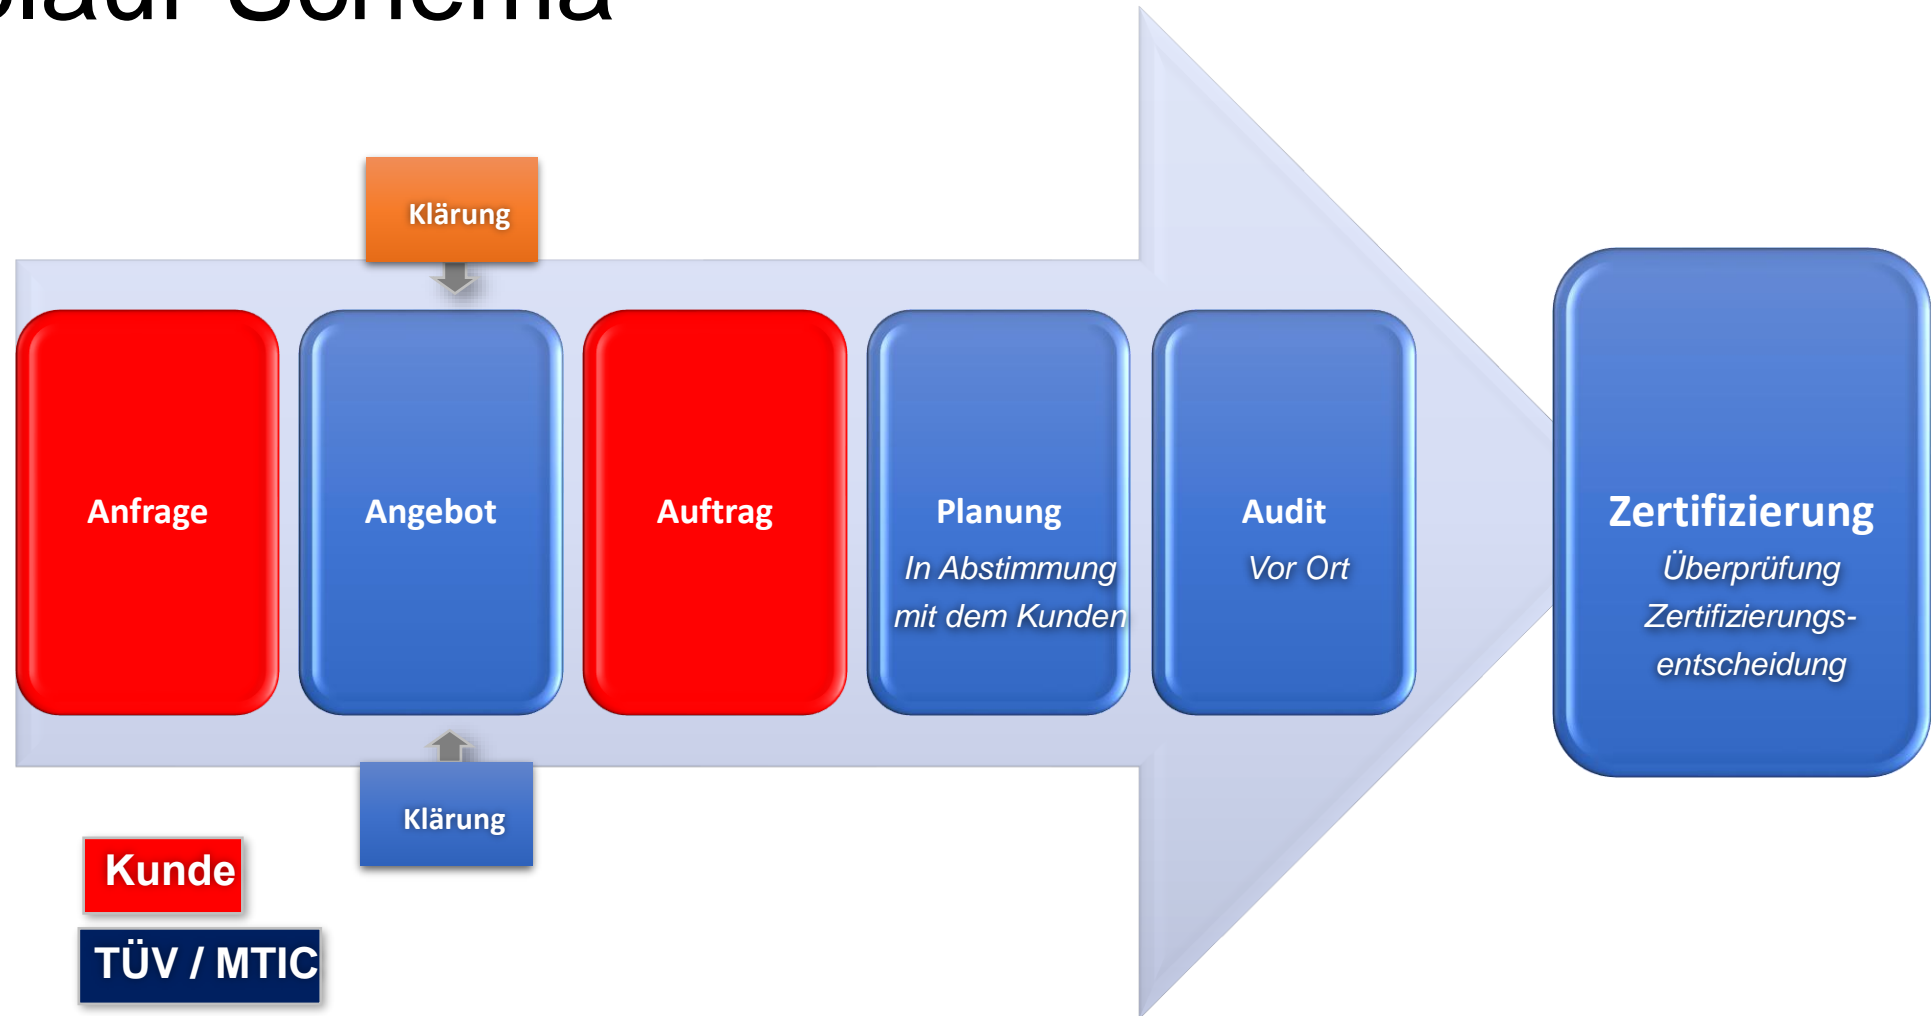 Schema
Klärung
Anfrage
Angebot
Auftrag
Planung
In Abstimmung
mit dem Kunden
Audit
Vor Ort
Zertifizierung
Überprüfung
Zertifizierungs-
entscheidung
Klärung
Kunde
TÜV / MTIC